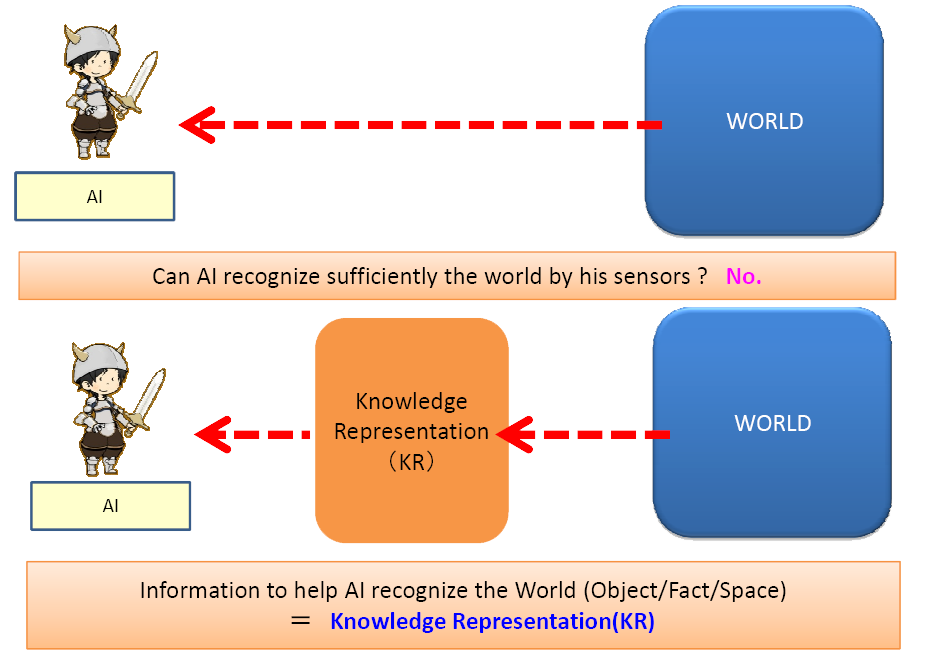 WORLD
AI
Can AI recognize sufficiently the world by his sensors ? No.
Knowledge
Representation
（KR）
WORLD
AI
Information to help AI recognize the World (Object/Fact/Space)
＝ Knowledge Representation(KR)